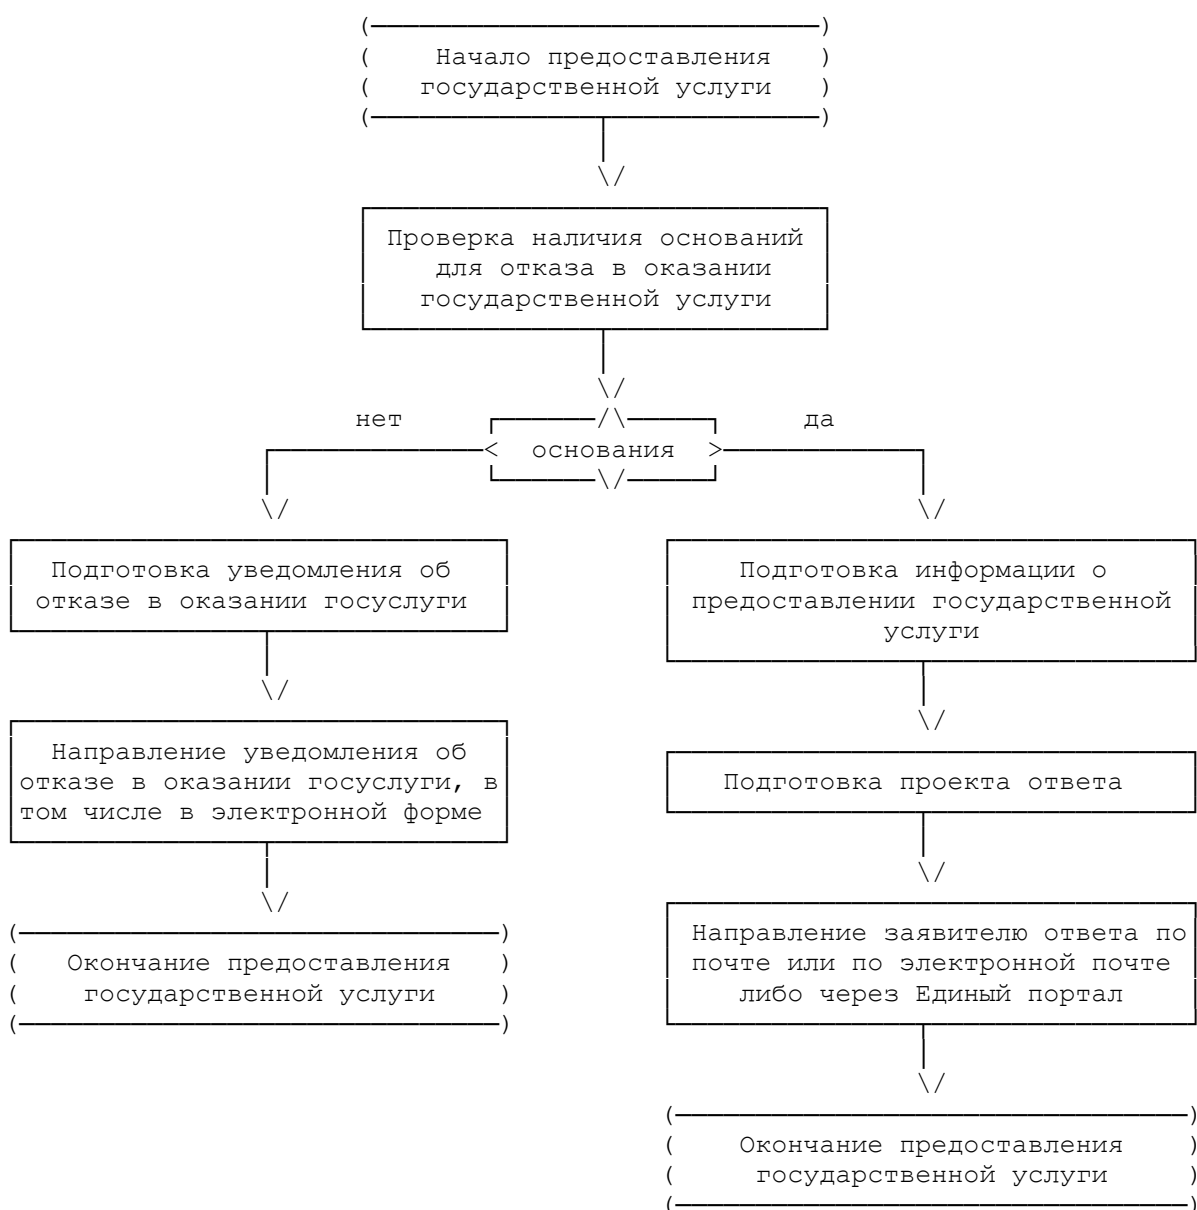 Начало предоставления
государственной услуги
Проверка наличия оснований
для отказа в оказании
государственной услуги
нет
да
основания
Подготовка уведомления об
отказе в оказании госуслуги
Подготовка информации о
предоставлении государственной
услуги
Направление уведомления об
отказе в оказании госуслуги, в
том числе в электронной форме
Подготовка проекта ответа
Окончание предоставления
государственной услуги
Направление заявителю ответа по
почте или по электронной почте
либо через Единый портал
Окончание предоставления
государственной услуги